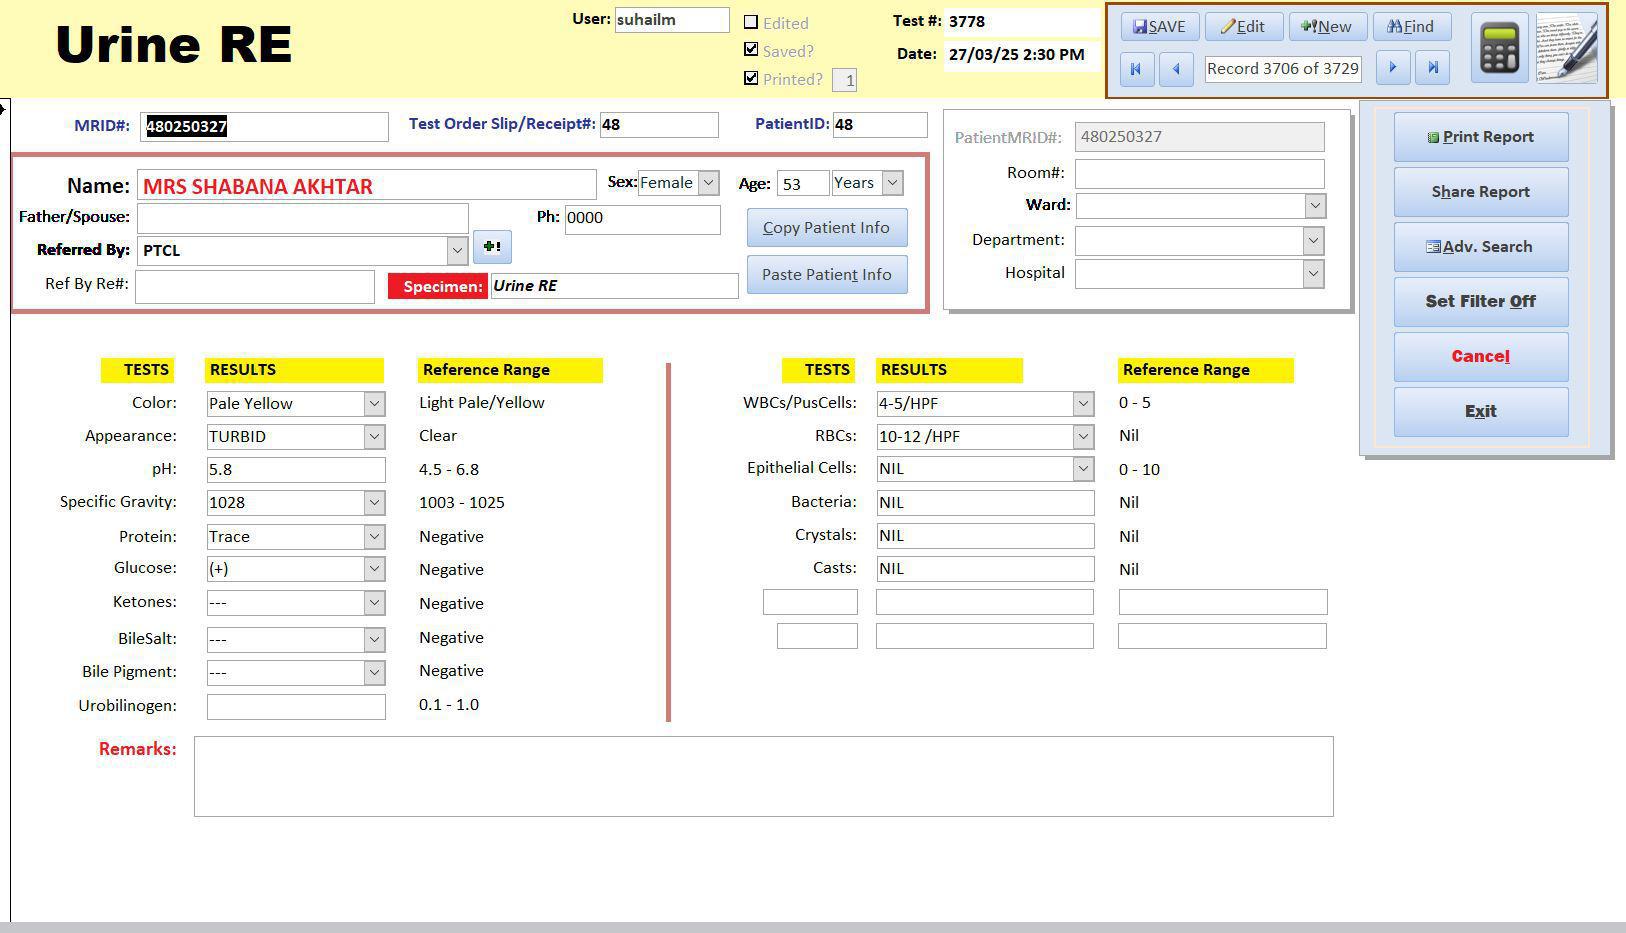 Urine RE
User: suhailm
Edited
Saved?
Printed? 1
Test #: 3778
Date: 27/03/25 2:30 PM
SAVE Edit New Find
Record 3706 of 3729
MRID#: 480250327 Test Order Slip/Receipt#: 48 PatientID: 48
Name: MRS SHABANA AKHTAR Sex: Female Age: 53 Years
Father/Spouse: Ph: 0000
Referred By: PTCL
Ref By Re#: Specimen: Urine RE
Copy Patient Info
Paste Patient Info
PatientMRID#: 480250327
Room#:
Ward:
Department:
Hospital
Print Report
Share Report
Adv. Search
Set Filter Off
Cancel
Exit
TESTS RESULTS Reference Range
Color: Pale Yellow Light Pale/Yellow
Appearance: TURBID Clear
pH: 5.8 4.5 - 6.8
Specific Gravity: 1028 1003 - 1025
Protein: Trace Negative
Glucose: (+) Negative
Ketones: --- Negative
BileSalt: --- Negative
Bile Pigment: --- Negative
Urobilinogen: 0.1 - 1.0
TESTS RESULTS Reference Range
WBCs/PusCells: 4-5/HPF 0 - 5
RBCs: 10-12 /HPF Nil
Epithelial Cells: NIL 0 - 10
Bacteria: NIL Nil
Crystals: NIL Nil
Casts: NIL Nil
Remarks: